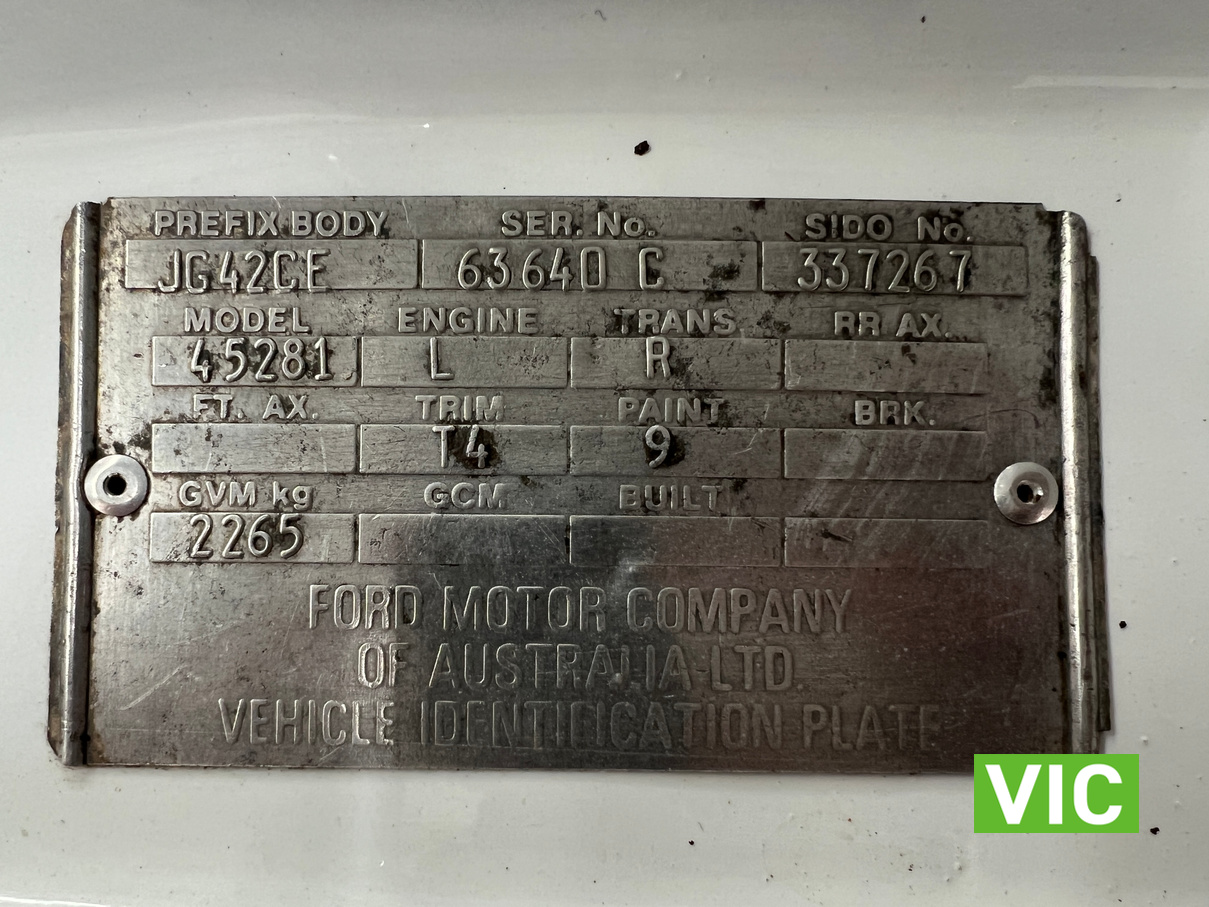 PREFIX BODY SER. No. SIDO No.
JG42CE 63640 C 337267
MODEL ENGINE TRANS. RR AX.
45281 L R
FT. AX. TRIM PAINT BRK.
T4 9
GVM kg GCM BUILT
2265
FORD MOTOR COMPANY
OF AUSTRALIA LTD.
VEHICLE IDENTIFICATION PLATE
VIC